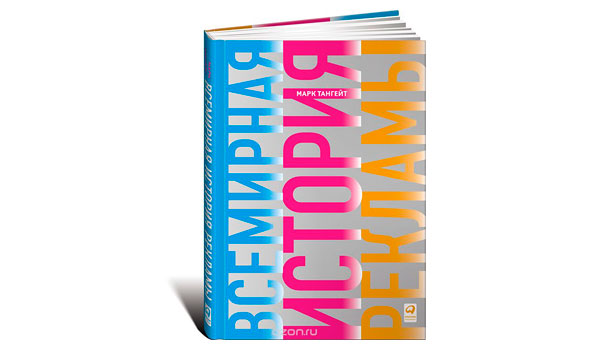 ВСЕМИРНАЯ
ИСТОРИЯ
РЕКЛАМЫ
МАРК ТАНГЕЙТ
ВСЕМИРНАЯ ИСТОРИЯ РЕКЛАМЫ
ozon.ru